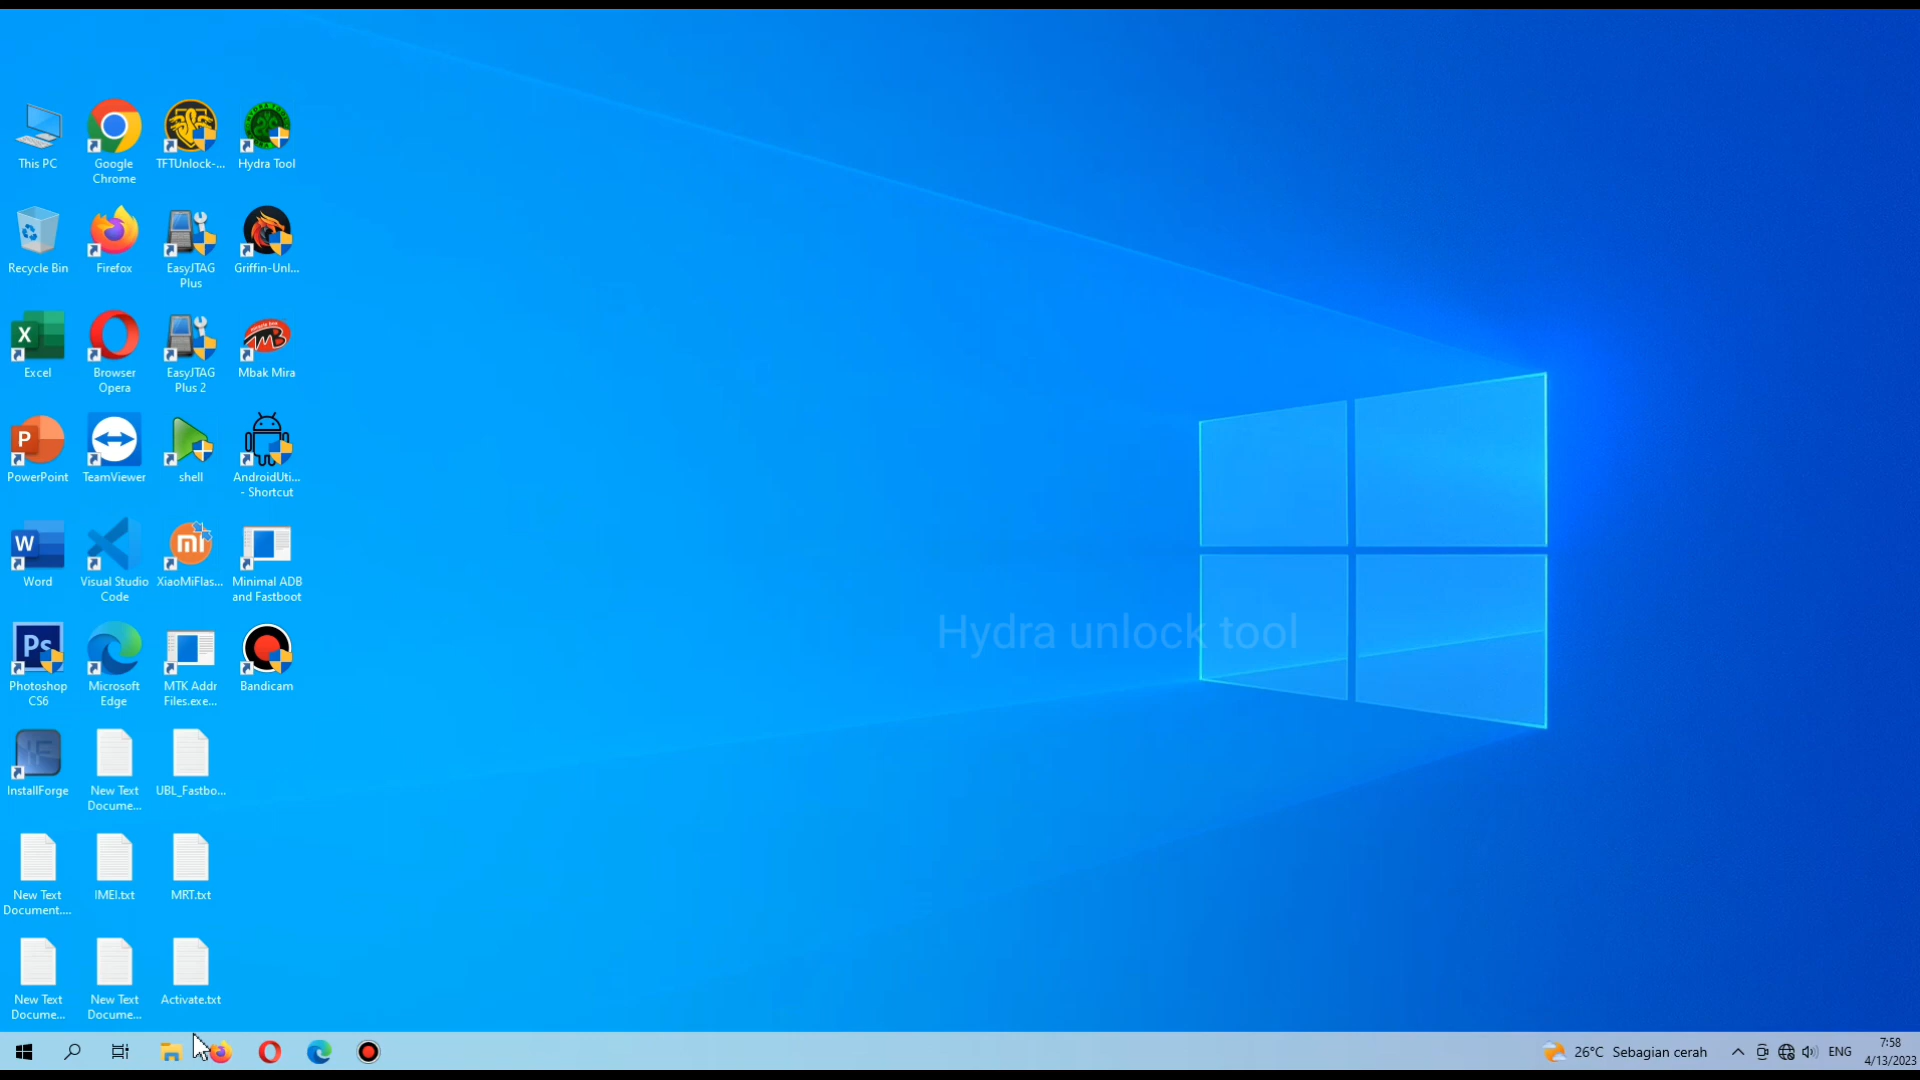 This PC
Google
Chrome
TFTUnlock-...
Hydra Tool
Recycle Bin
Firefox
EasyJTAG
Plus
Griffin-Unl...
Excel
Browser
Opera
EasyJTAG
Plus 2
Mbak Mira
PowerPoint
TeamViewer
shell
AndroidUti...
- Shortcut
Word
Visual Studio
Code
XiaoMiFlas...
Minimal ADB
and Fastboot
Hydra unlock tool
Photoshop
CS6
Microsoft
Edge
MTK Addr
Files.exe...
Bandicam
InstallForge
New Text
Docume...
UBL_Fastbo...
New Text
Document....
IMEI.txt
MRT.txt
New Text
Docume...
New Text
Docume...
Activate.txt
26°C Sebagian cerah
ENG
7:58
4/13/2023